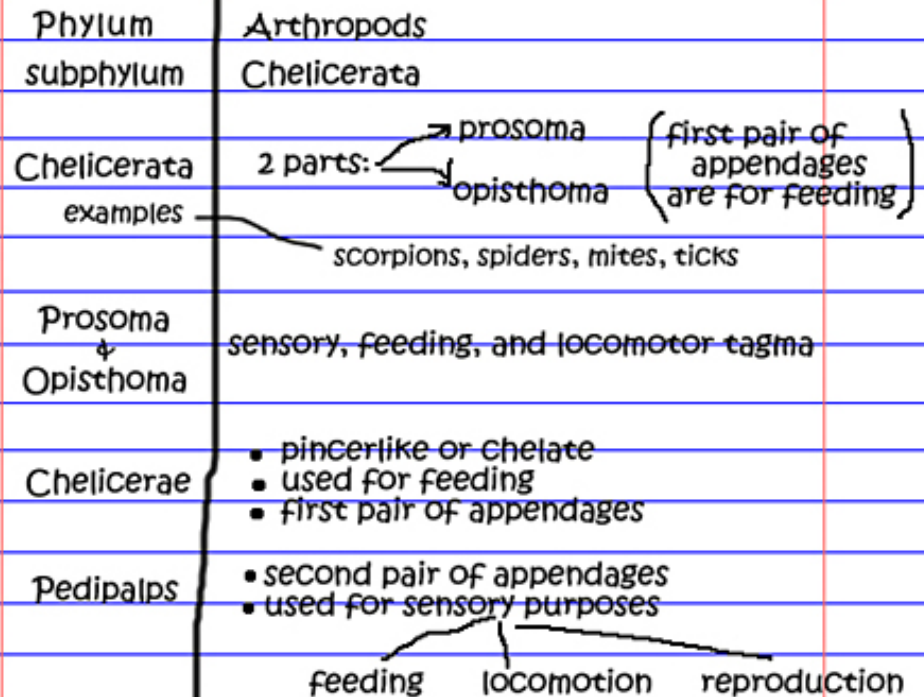 Phylum Arthropods
subphylum Chelicerata
Chelicerata 2 parts: prosoma
opisthoma
(first pair of
appendages
are for feeding)
examples
scorpions, spiders, mites, ticks
Prosoma
&
Opisthoma
sensory, feeding, and locomotor tagma
Chelicerae
• pincerlike or chelate
• used for feeding
• first pair of appendages
Pedipalps
• second pair of appendages
• used for sensory purposes
feeding locomotion reproduction